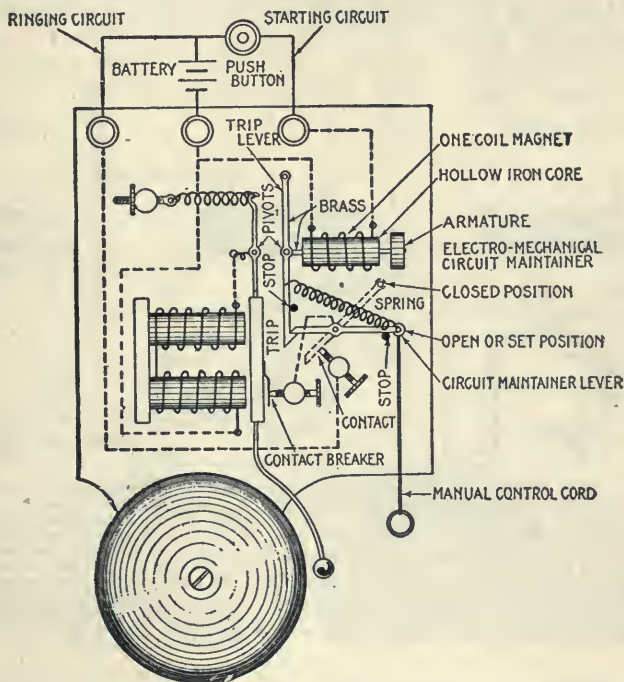 RINGING CIRCUIT
STARTING CIRCUIT
BATTERY
PUSH
BUTTON
TRIP
LEVER
ONE COIL MAGNET
HOLLOW IRON CORE
PIVOTS
BRASS
ARMATURE
ELECTRO-MECHANICAL
CIRCUIT MAINTAINER
STOP
SPRING
CLOSED POSITION
TRIP
OPEN OR SET POSITION
STOP
CIRCUIT MAINTAINER LEVER
CONTACT
CONTACT BREAKER
MANUAL CONTROL CORD